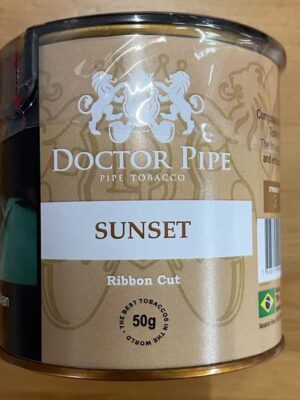 DOCTOR PIPE
PIPE TOBACCO
SUNSET
Ribbon Cut
THE BEST TOBACCOS IN THE WORLD
50g